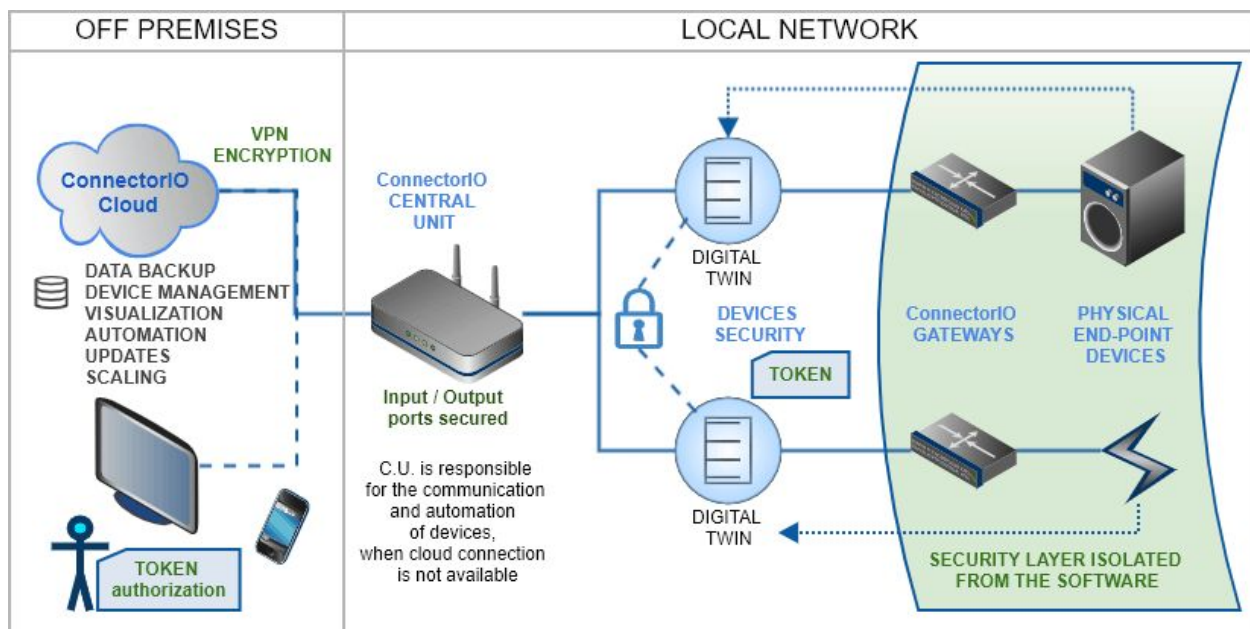 OFF PREMISES
LOCAL NETWORK
VPN
ENCRYPTION
ConnectorIO
Cloud
DATA BACKUP
DEVICE MANAGEMENT
VISUALIZATION
AUTOMATION
UPDATES
SCALING
TOKEN
authorization
ConnectorIO
CENTRAL
UNIT
Input / Output
ports secured
C.U. is responsible
for the communication
and automation
of devices,
when cloud connection
is not available
DIGITAL
TWIN
DEVICES
SECURITY
TOKEN
DIGITAL
TWIN
ConnectorIO
GATEWAYS
PHYSICAL
END-POINT
DEVICES
SECURITY LAYER ISOLATED
FROM THE SOFTWARE